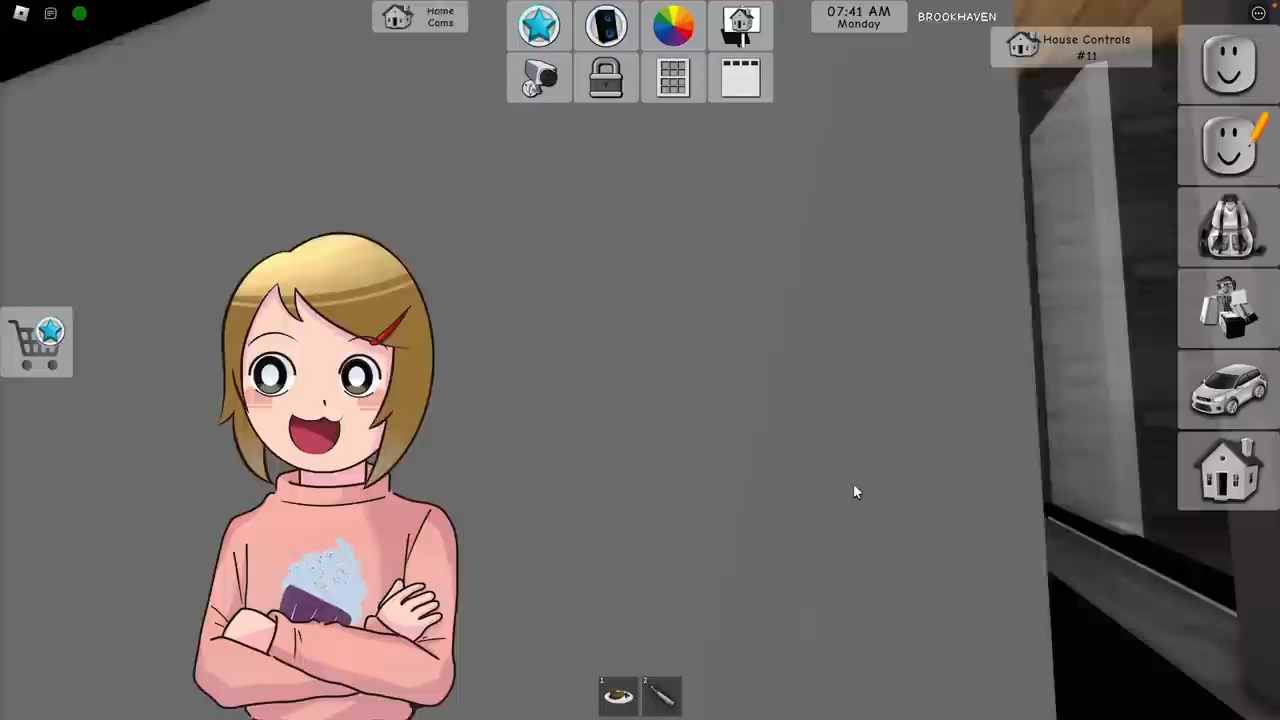 Home
Cams
07:41 AM
Monday
BROOKHAVEN
House Controls
#11
1
2